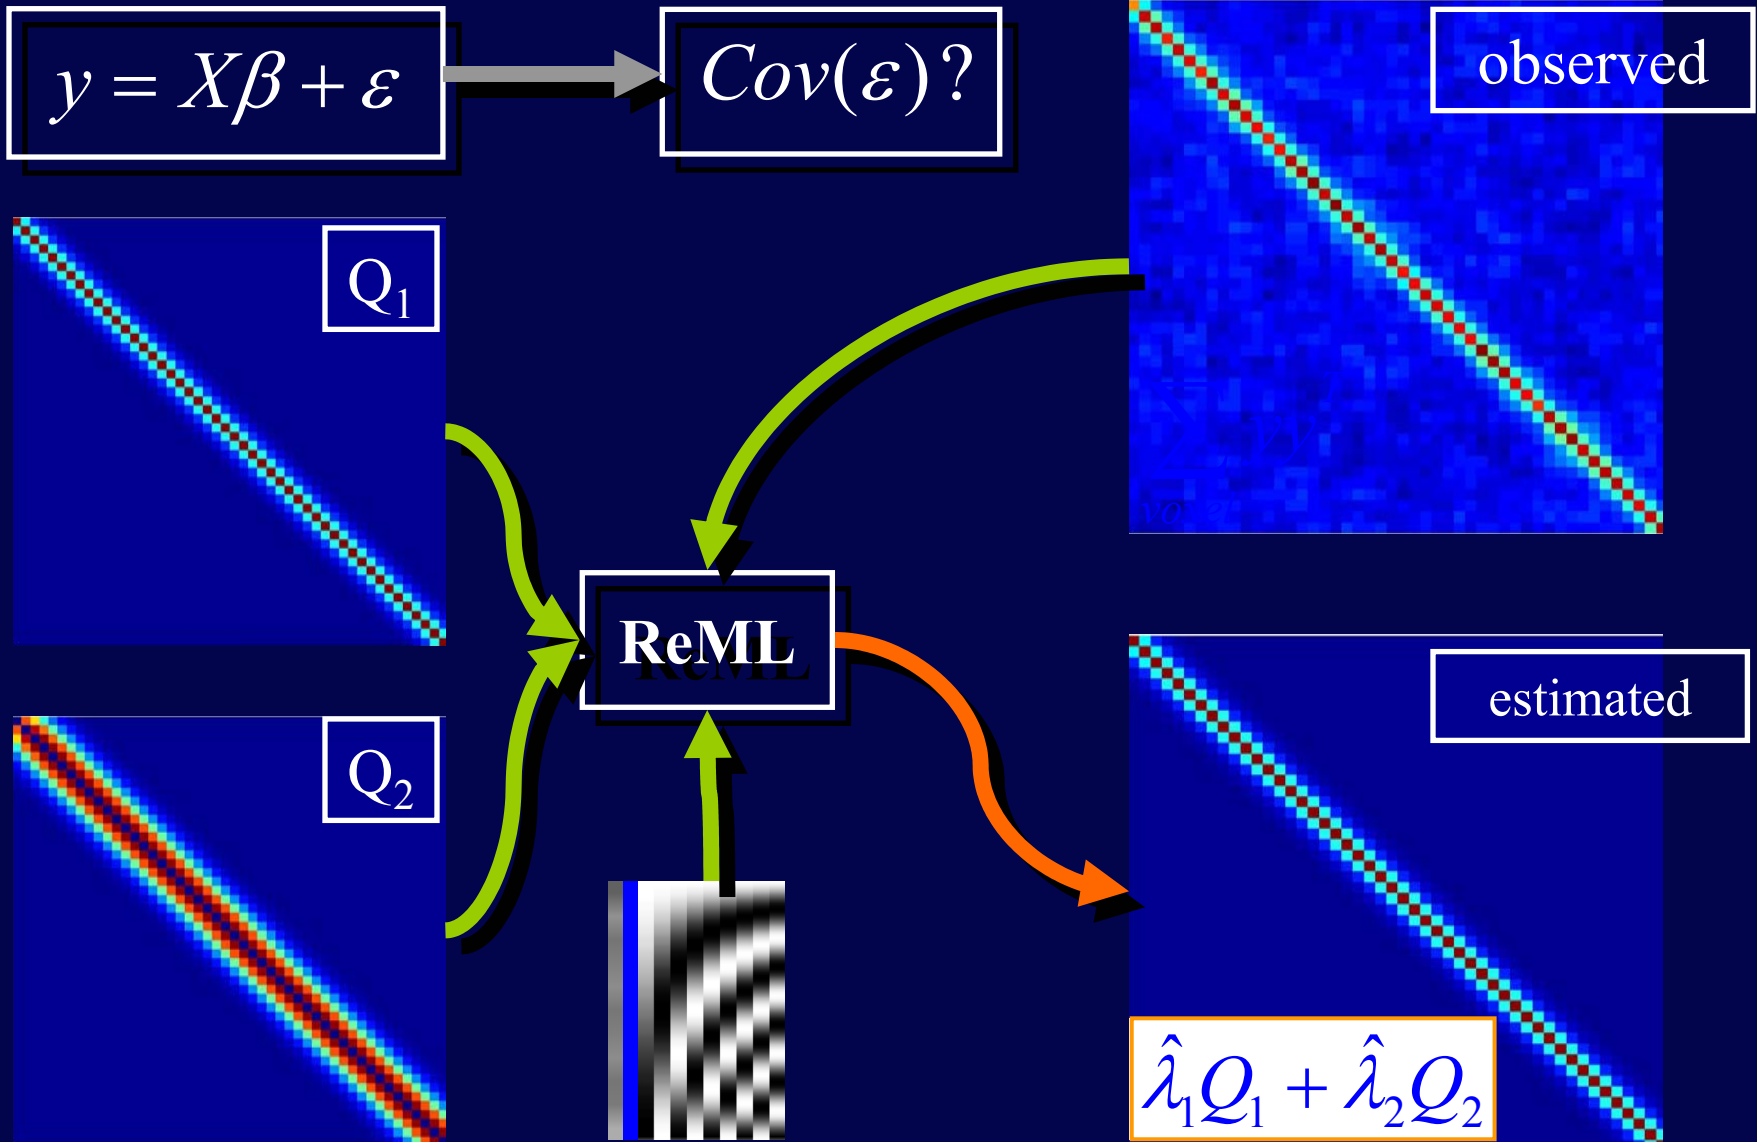 y = Xβ + ε
Cov(ε)?
observed
Q₁
ReML
estimated
Q₂
λ̂₁Q₁ + λ̂₂Q₂